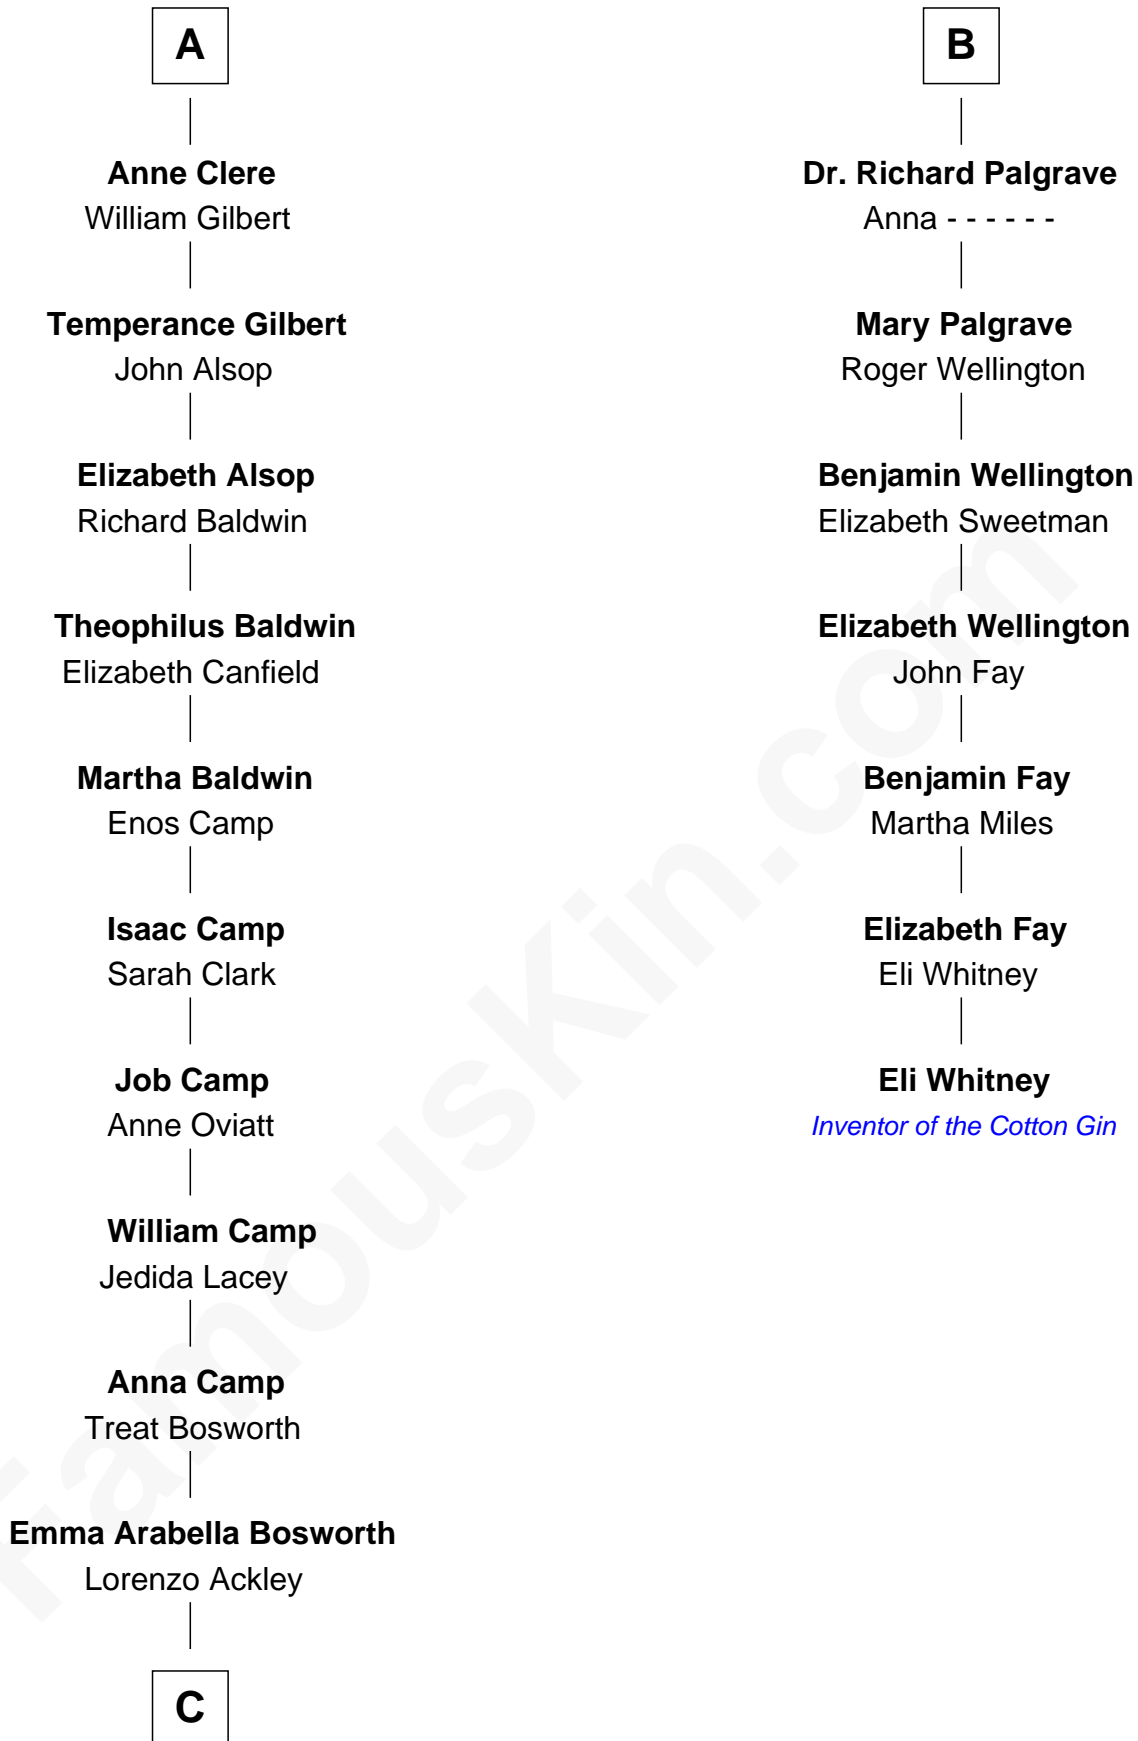 A
Anne Clere
William Gilbert
Temperance Gilbert
John Alsop
Elizabeth Alsop
Richard Baldwin
Theophilus Baldwin
Elizabeth Canfield
Martha Baldwin
Enos Camp
Isaac Camp
Sarah Clark
Job Camp
Anne Oviatt
William Camp
Jedida Lacey
Anna Camp
Treat Bosworth
Emma Arabella Bosworth
Lorenzo Ackley
C
B
Dr. Richard Palgrave
Anna - - - - - -
Mary Palgrave
Roger Wellington
Benjamin Wellington
Elizabeth Sweetman
Elizabeth Wellington
John Fay
Benjamin Fay
Martha Miles
Elizabeth Fay
Eli Whitney
Eli Whitney
Inventor of the Cotton Gin
FamousKin.com